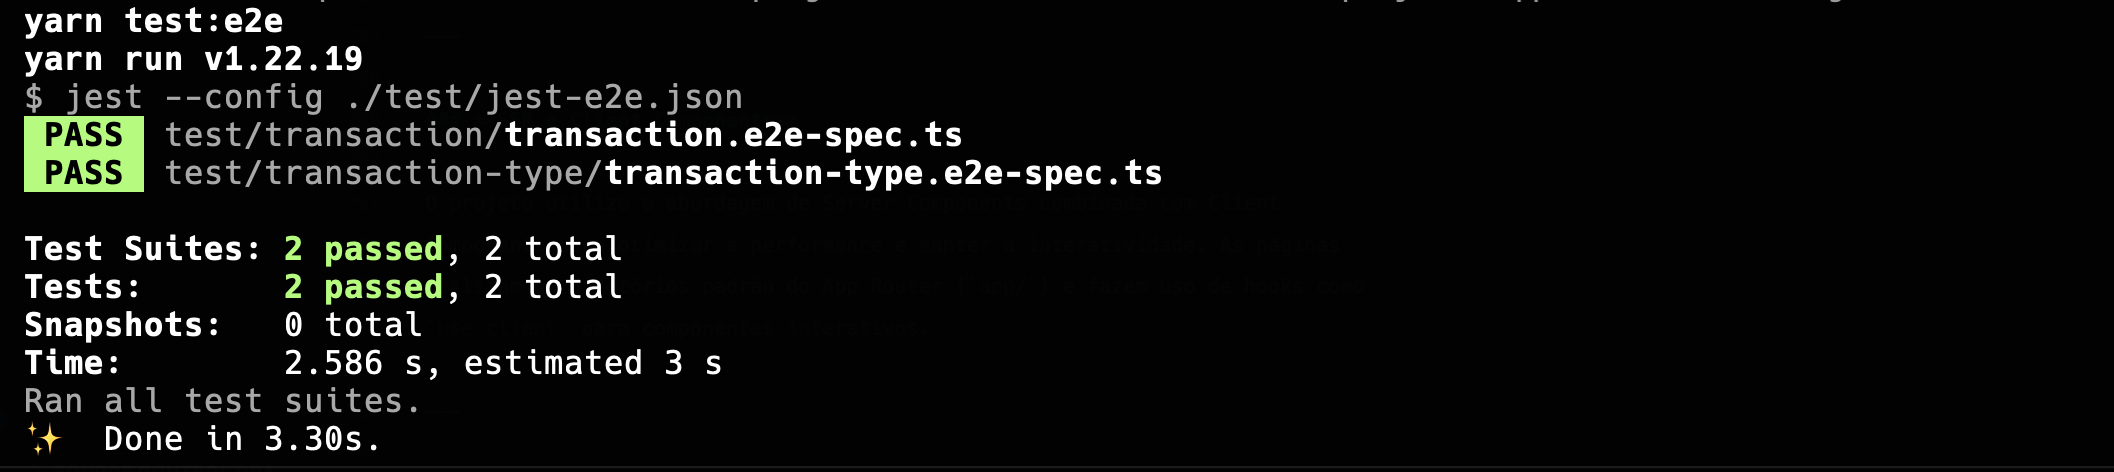 yarn test:e2e
yarn run v1.22.19
$ jest --config ./test/jest-e2e.json
PASS test/transaction/transaction.e2e-spec.ts
PASS test/transaction-type/transaction-type.e2e-spec.ts
Test Suites: 2 passed, 2 total
Tests: 2 passed, 2 total
Snapshots: 0 total
Time: 2.586 s, estimated 3 s
Ran all test suites.
✨ Done in 3.30s.